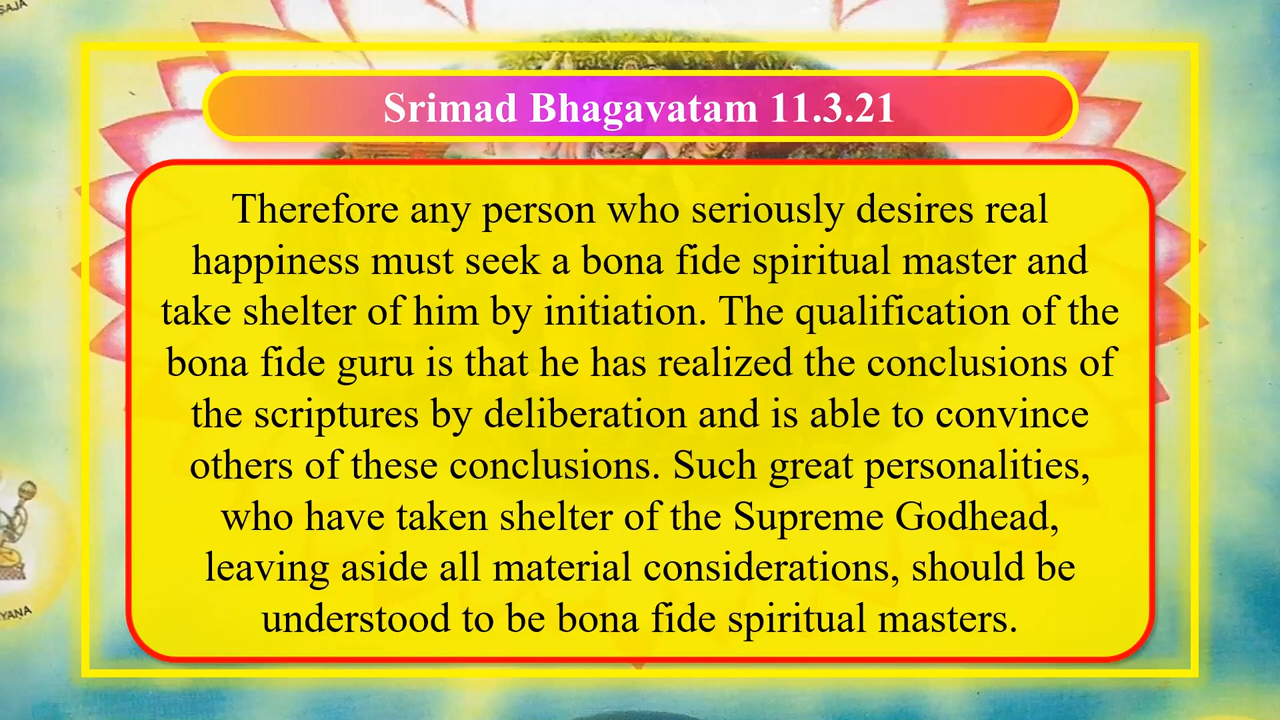 SAJA
Srimad Bhagavatam 11.3.21
Therefore any person who seriously desires real
happiness must seek a bona fide spiritual master and
take shelter of him by initiation. The qualification of the
bona fide guru is that he has realized the conclusions of
the scriptures by deliberation and is able to convince
others of these conclusions. Such great personalities,
who have taken shelter of the Supreme Godhead,
leaving aside all material considerations, should be
understood to be bona fide spiritual masters.
YANA